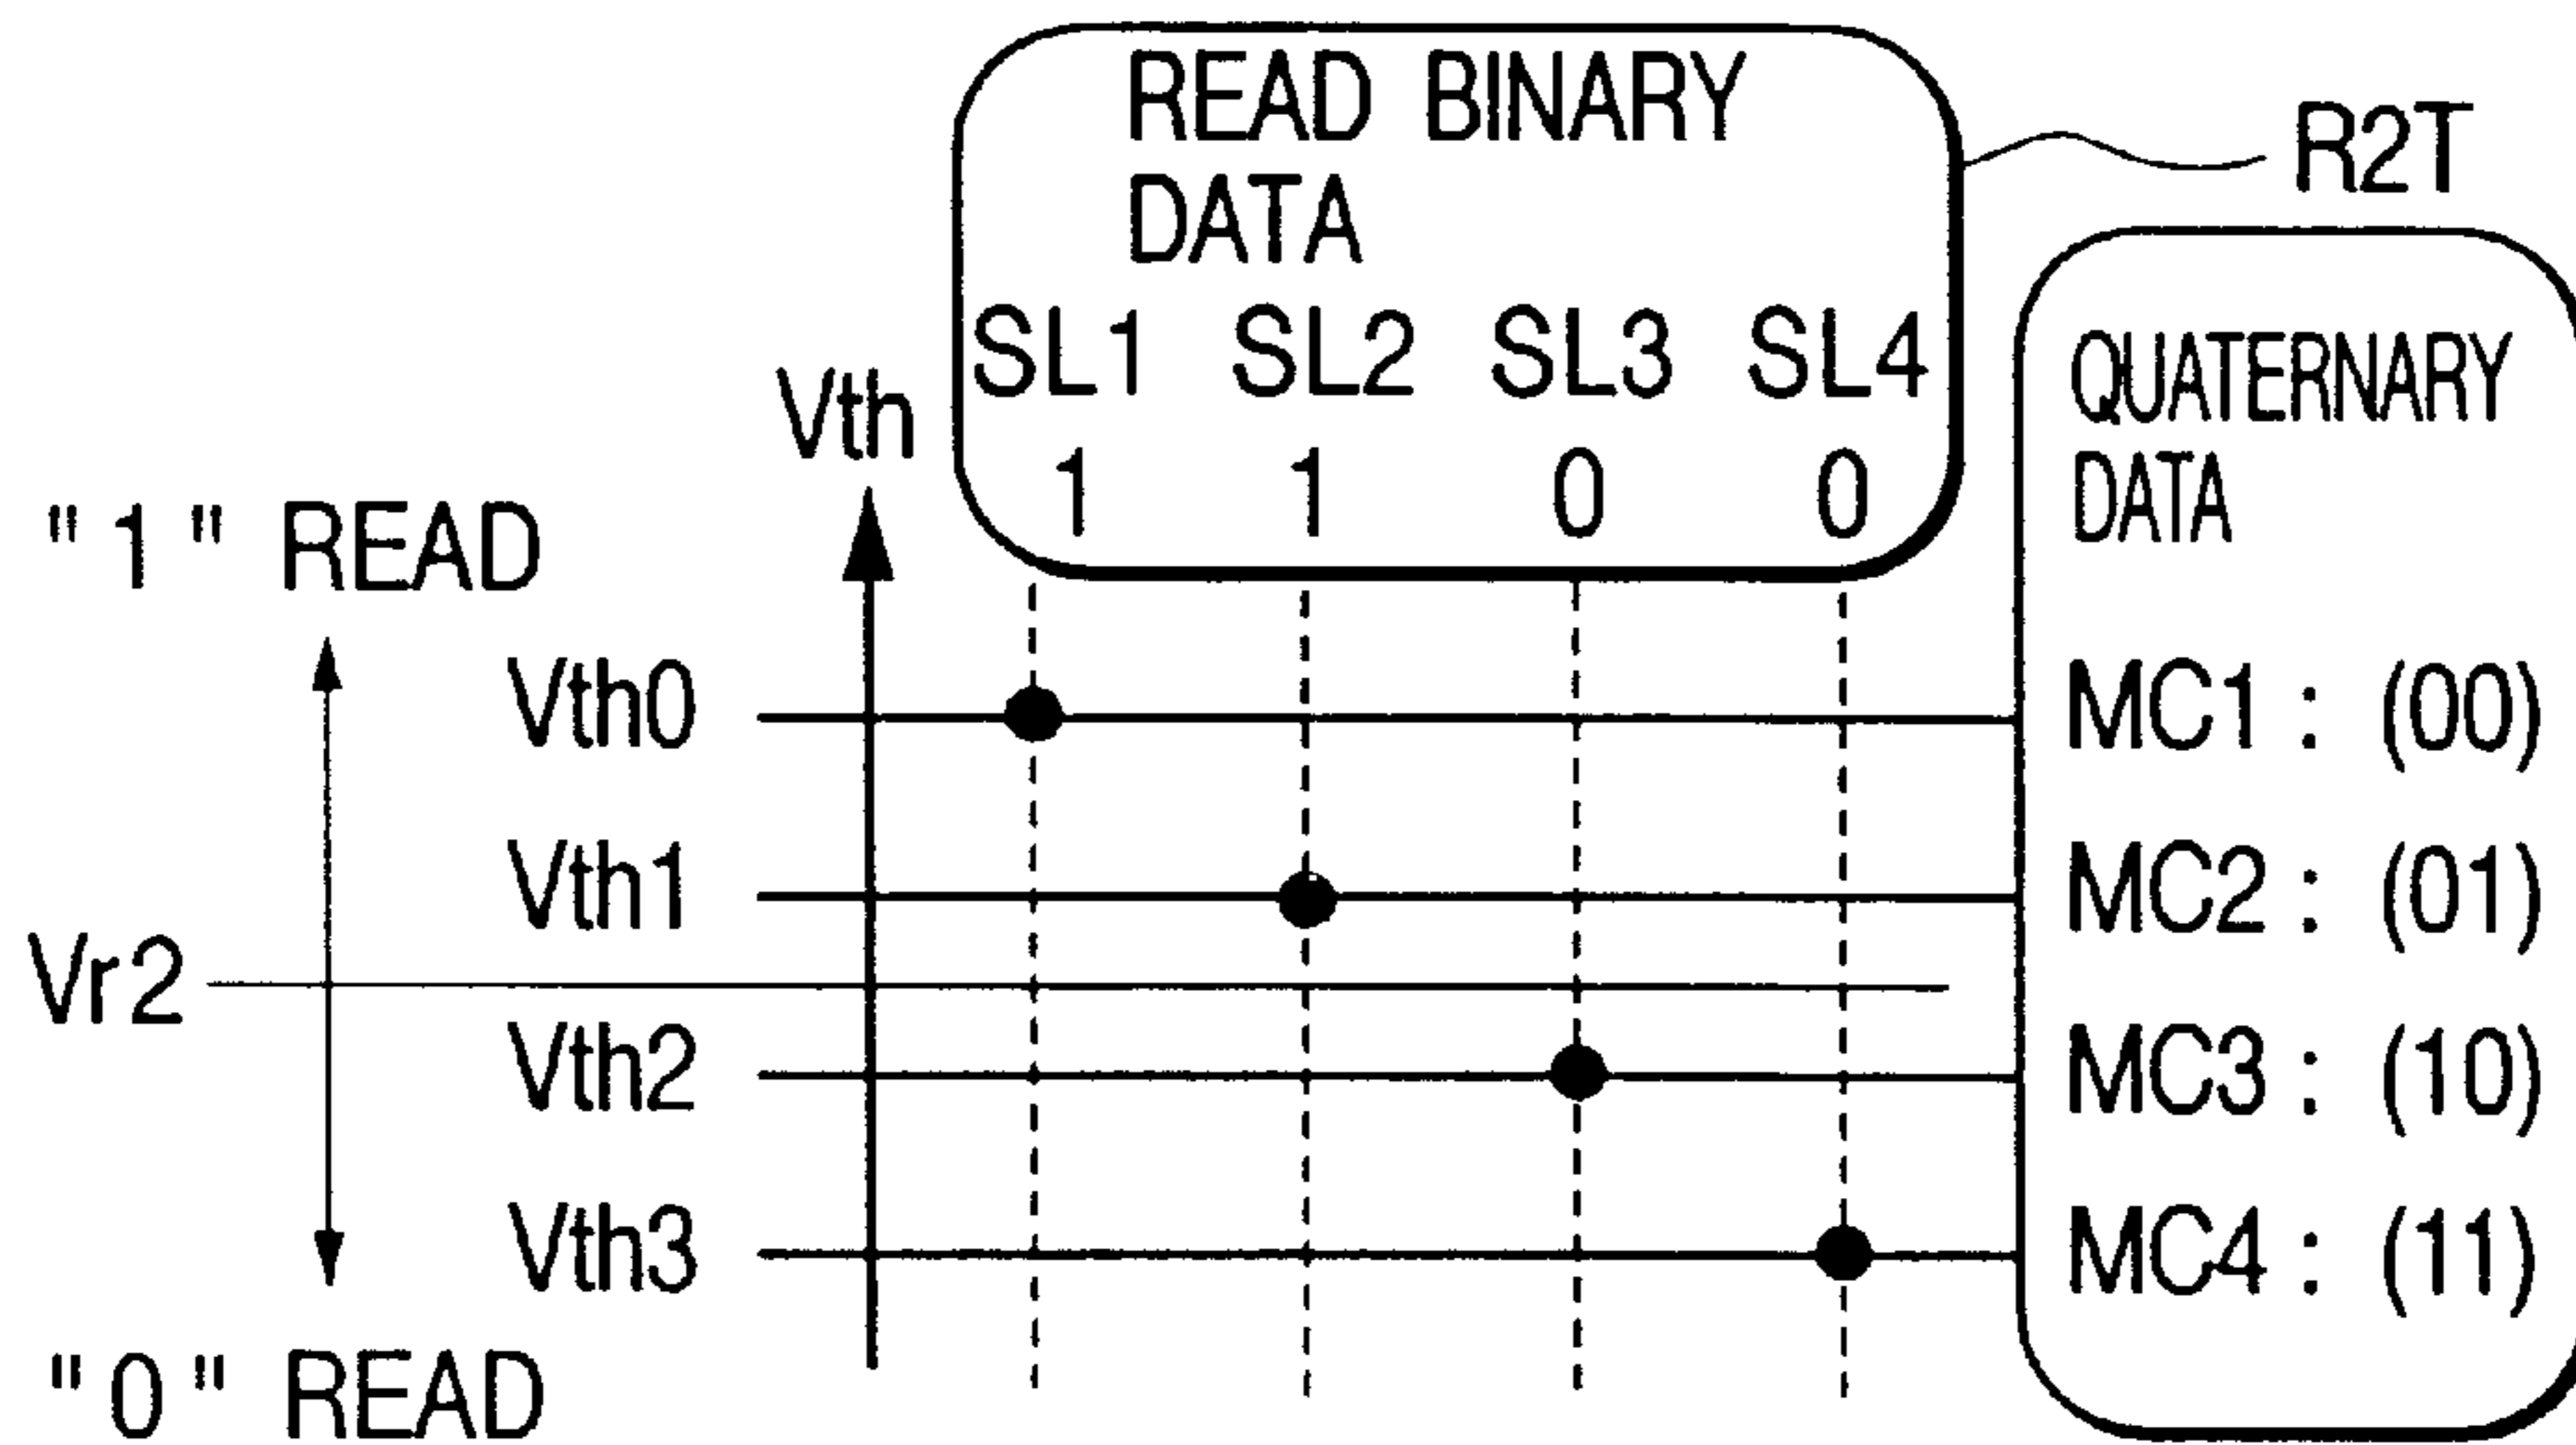 READ BINARY
DATA
R2T
SL1 SL2 SL3 SL4
1 1 0 0
Vth
QUATERNARY
DATA
"1" READ
Vth0
MC1 : (00)
Vth1
MC2 : (01)
Vr2
Vth2
MC3 : (10)
Vth3
MC4 : (11)
"0" READ